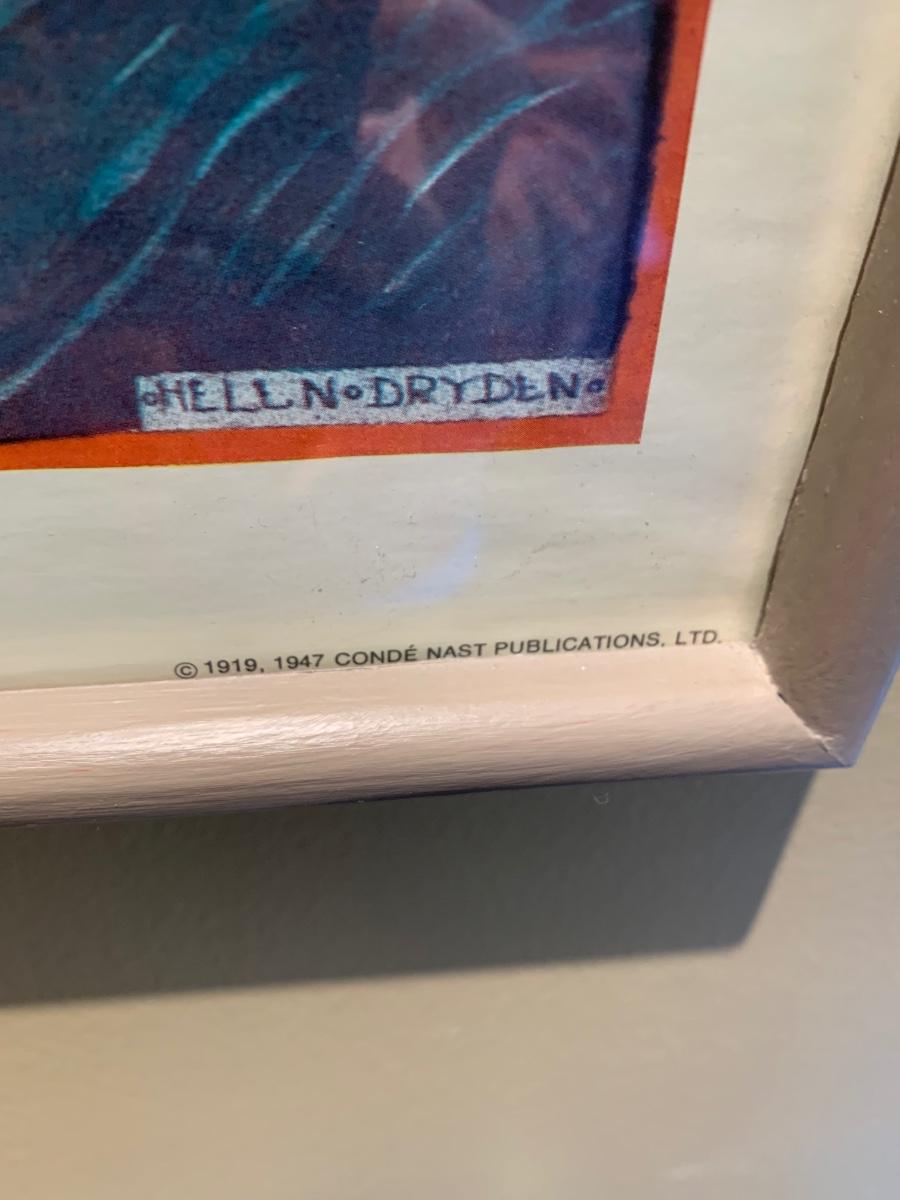 ∘HELEN∘DRYDEN∘
© 1919, 1947 CONDÉ NAST PUBLICATIONS, LTD.